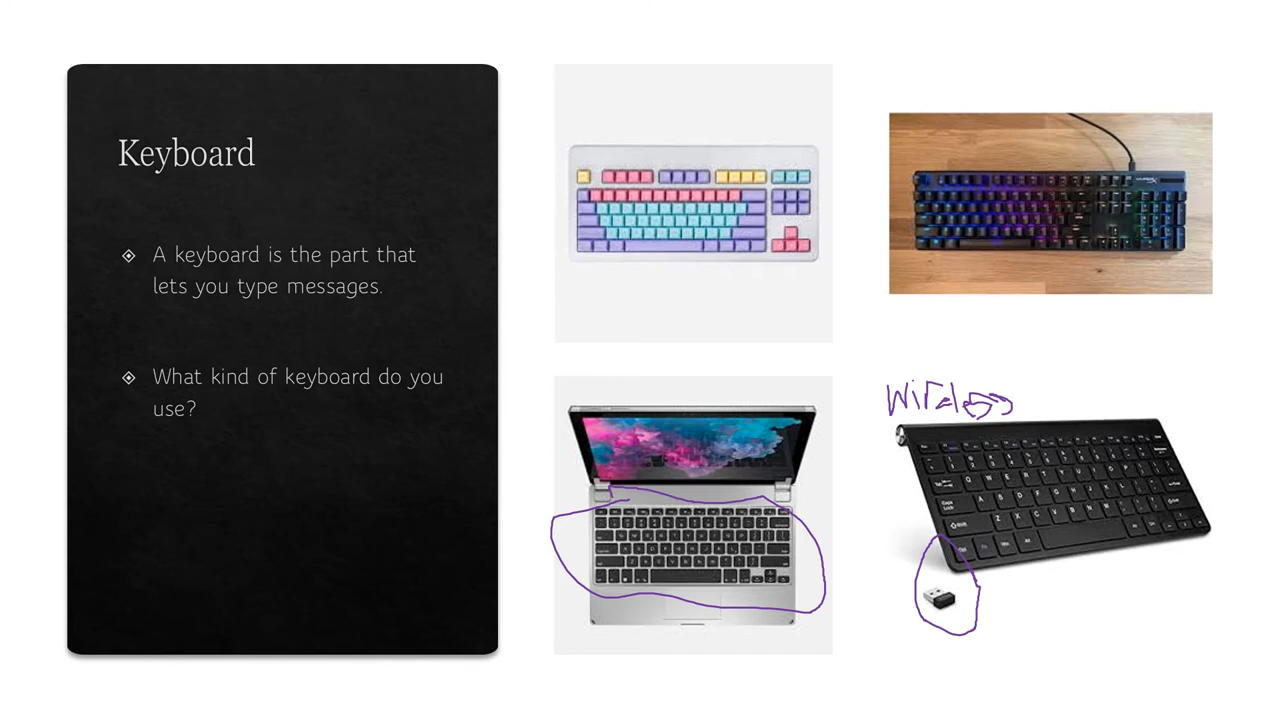 Keyboard
A keyboard is the part that
lets you type messages.
What kind of keyboard do you
use?
Wireless